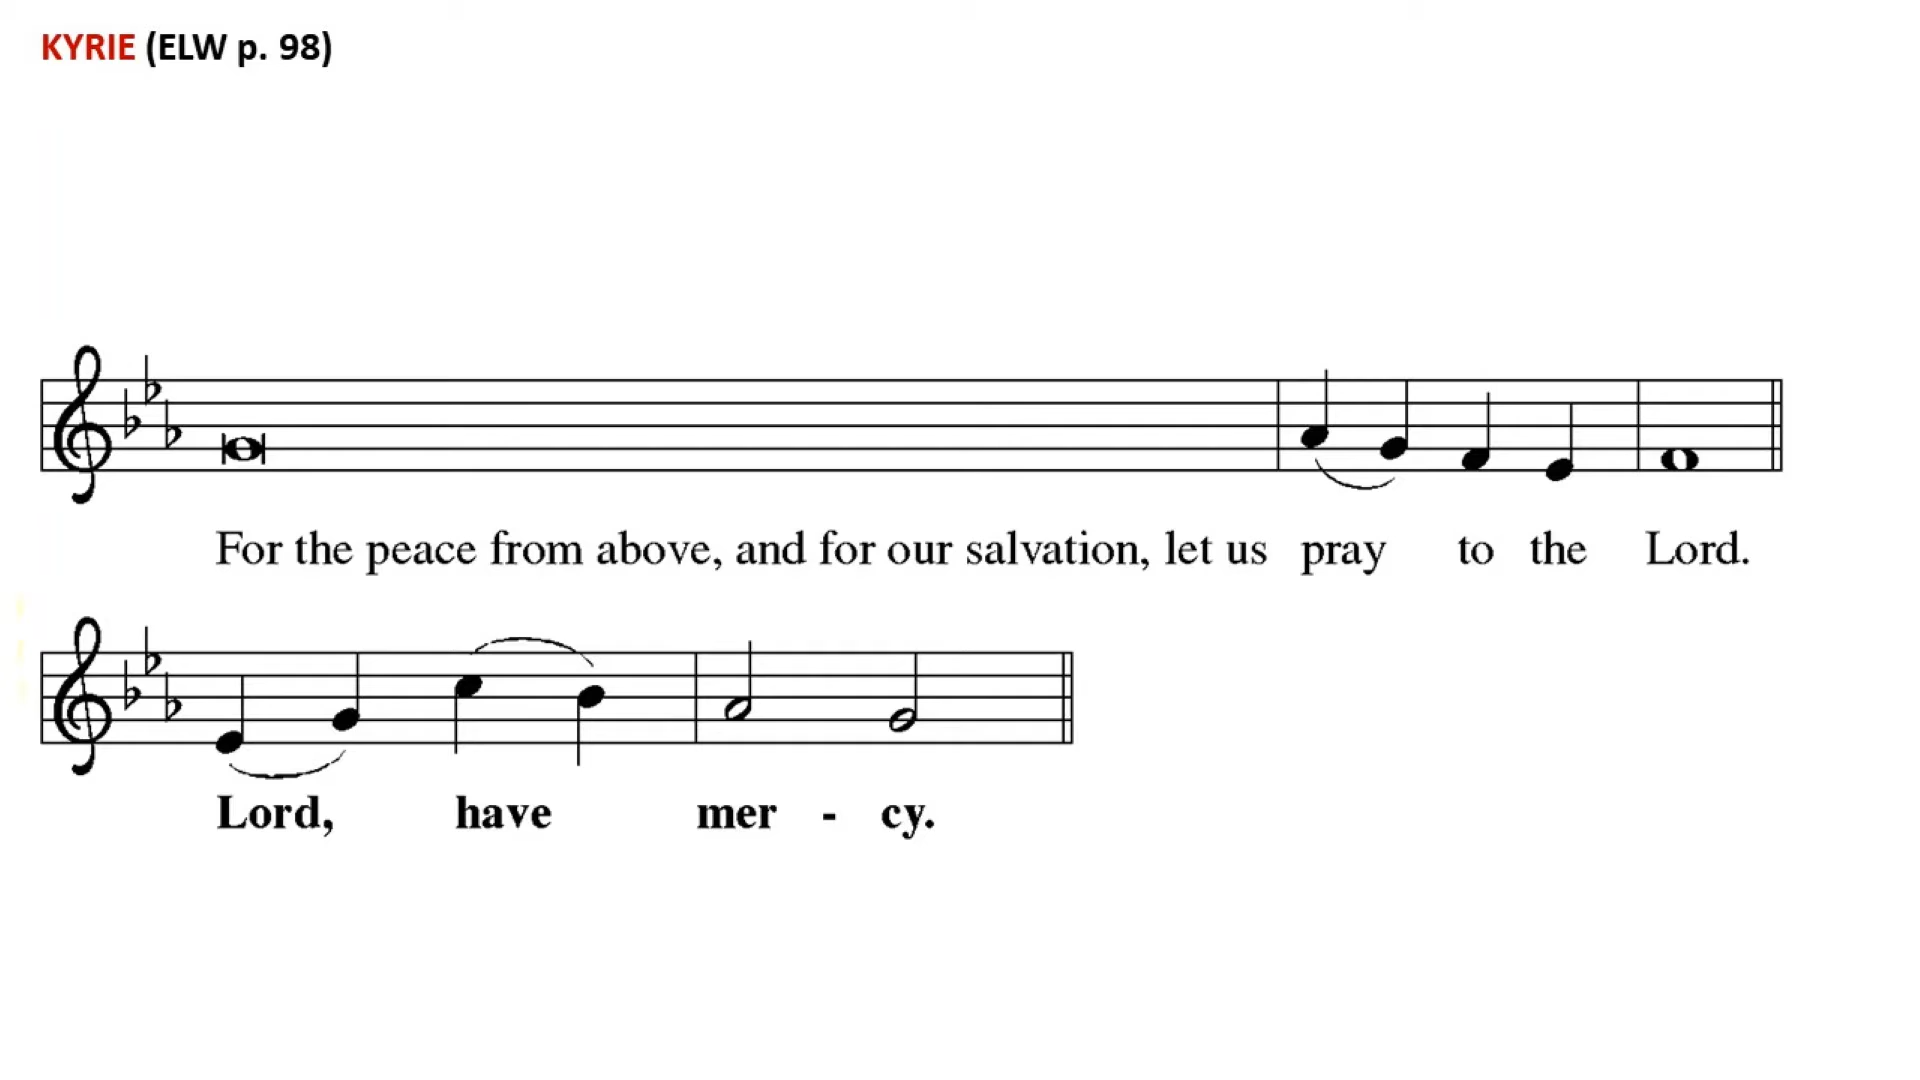 KYRIE (ELW p. 98)
For the peace from above, and for our salvation, let us pray to the Lord.
Lord, have mer - cy.